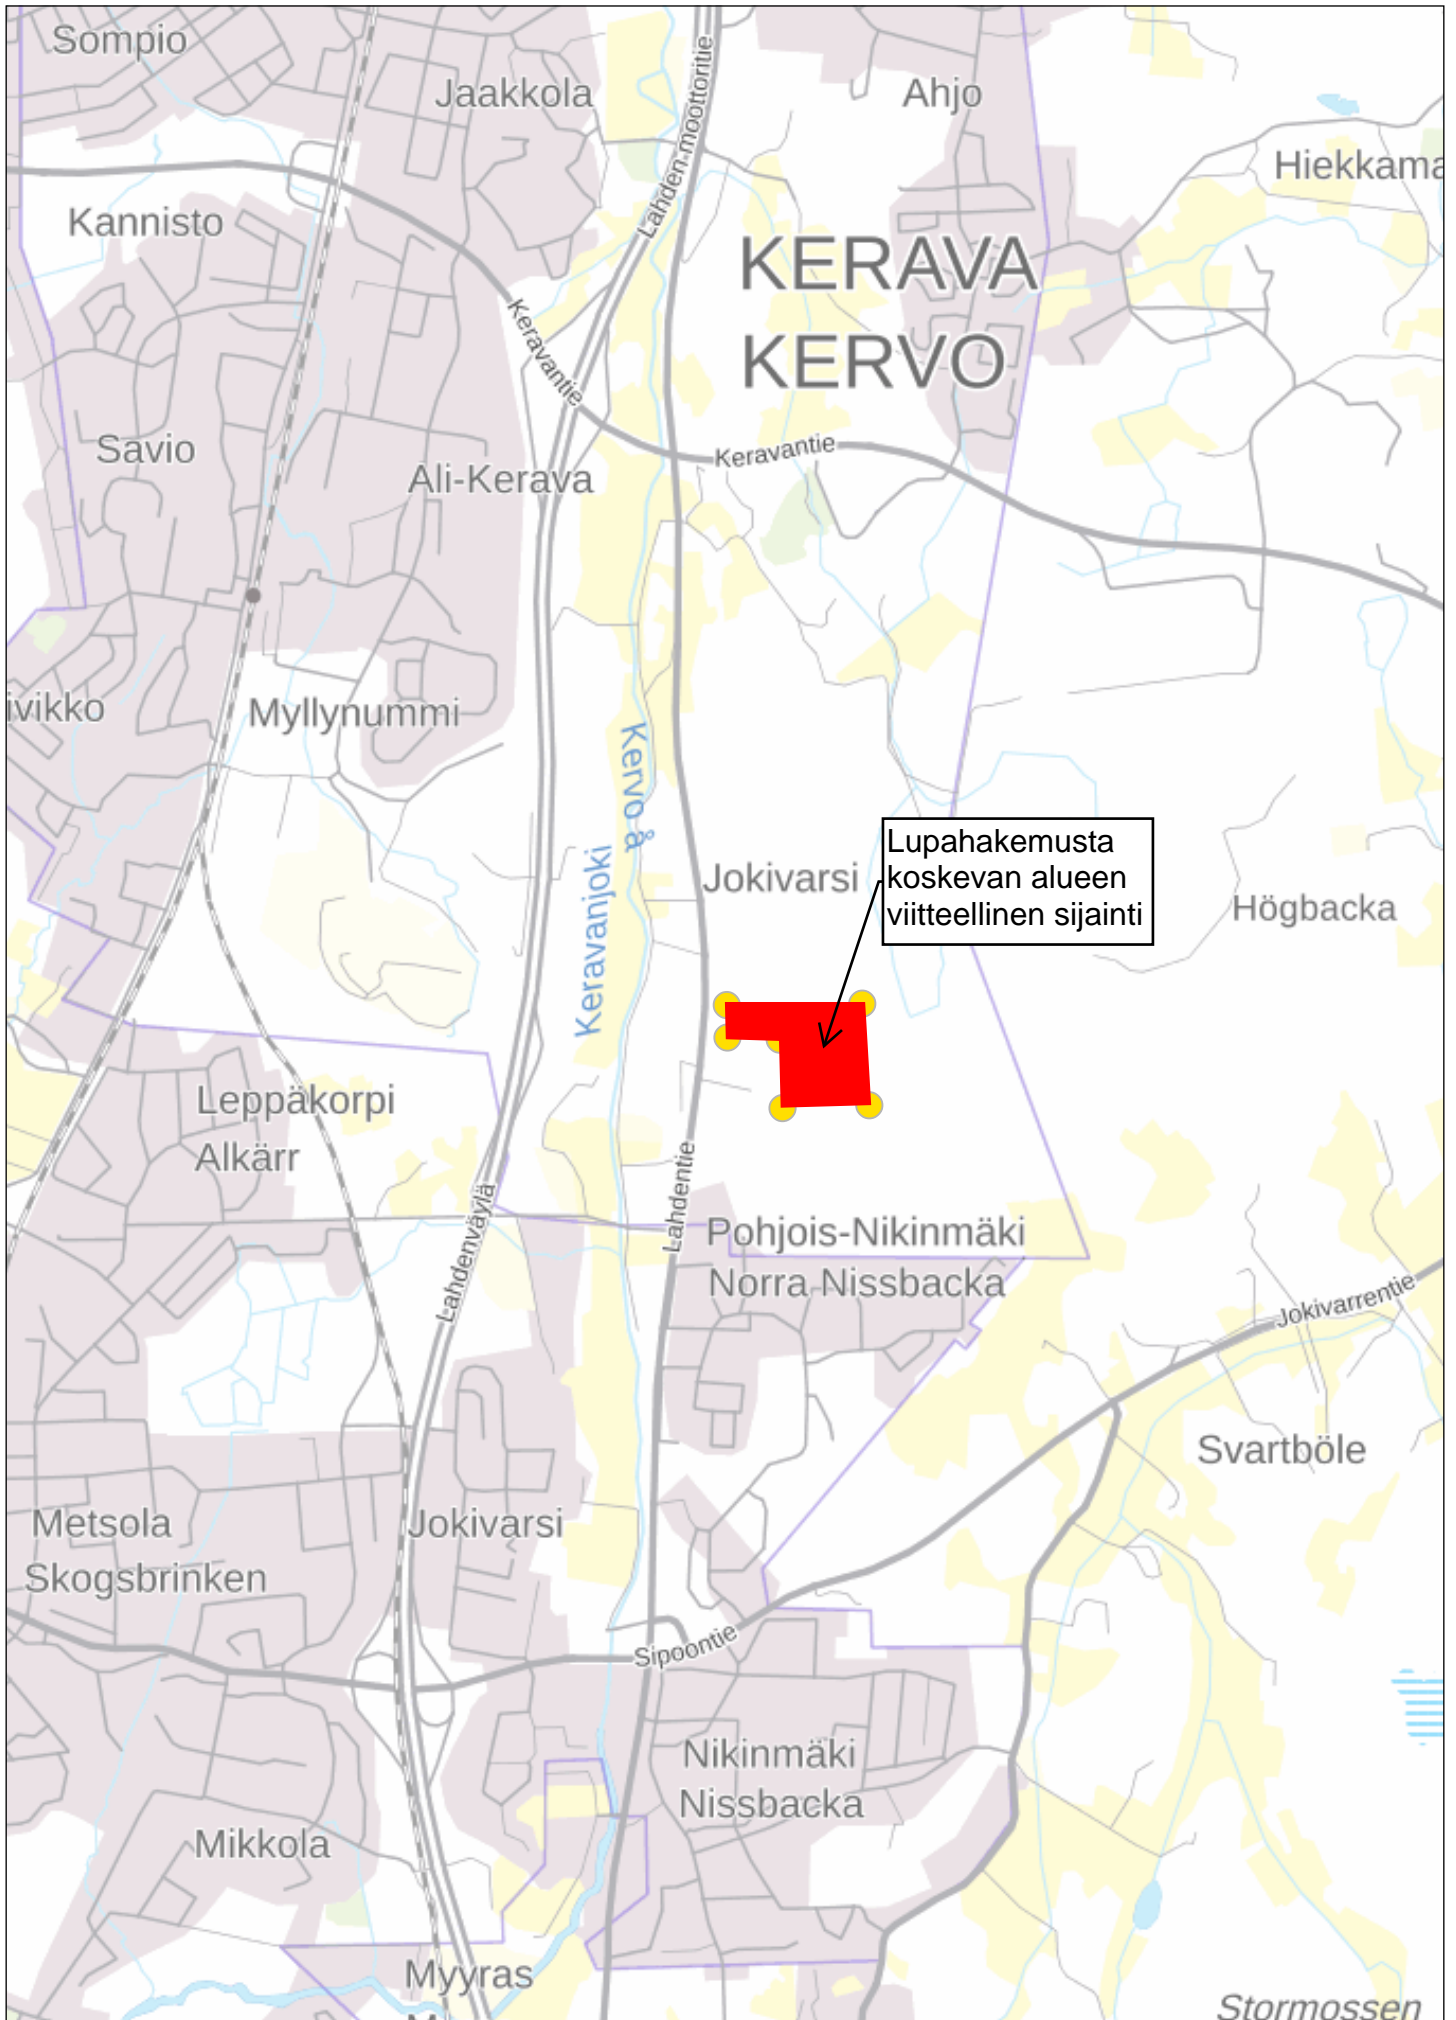 Sompio
Jaakkola
Lahden moottoritie
Ahjo
Hiekkama
Kannisto
KERAVA
KERVO
Keravantie
Keravantie
Savio
Ali-Kerava
ivikko
Myllynummi
Kervo å
Keravanjoki
Jokivarsi
Lupahakemusta
koskevan alueen
viitteellinen sijainti
Högbacka
Leppäkorpi
Alkärr
Lahdenväylä
Lahdentie
Pohjois-Nikinmäki
Norra Nissbacka
Jokivarrentie
Svartböle
Metsola
Skogsbrinken
Jokivarsi
Sipoontie
Nikinmäki
Nissbacka
Mikkola
Myyras
Stormossen